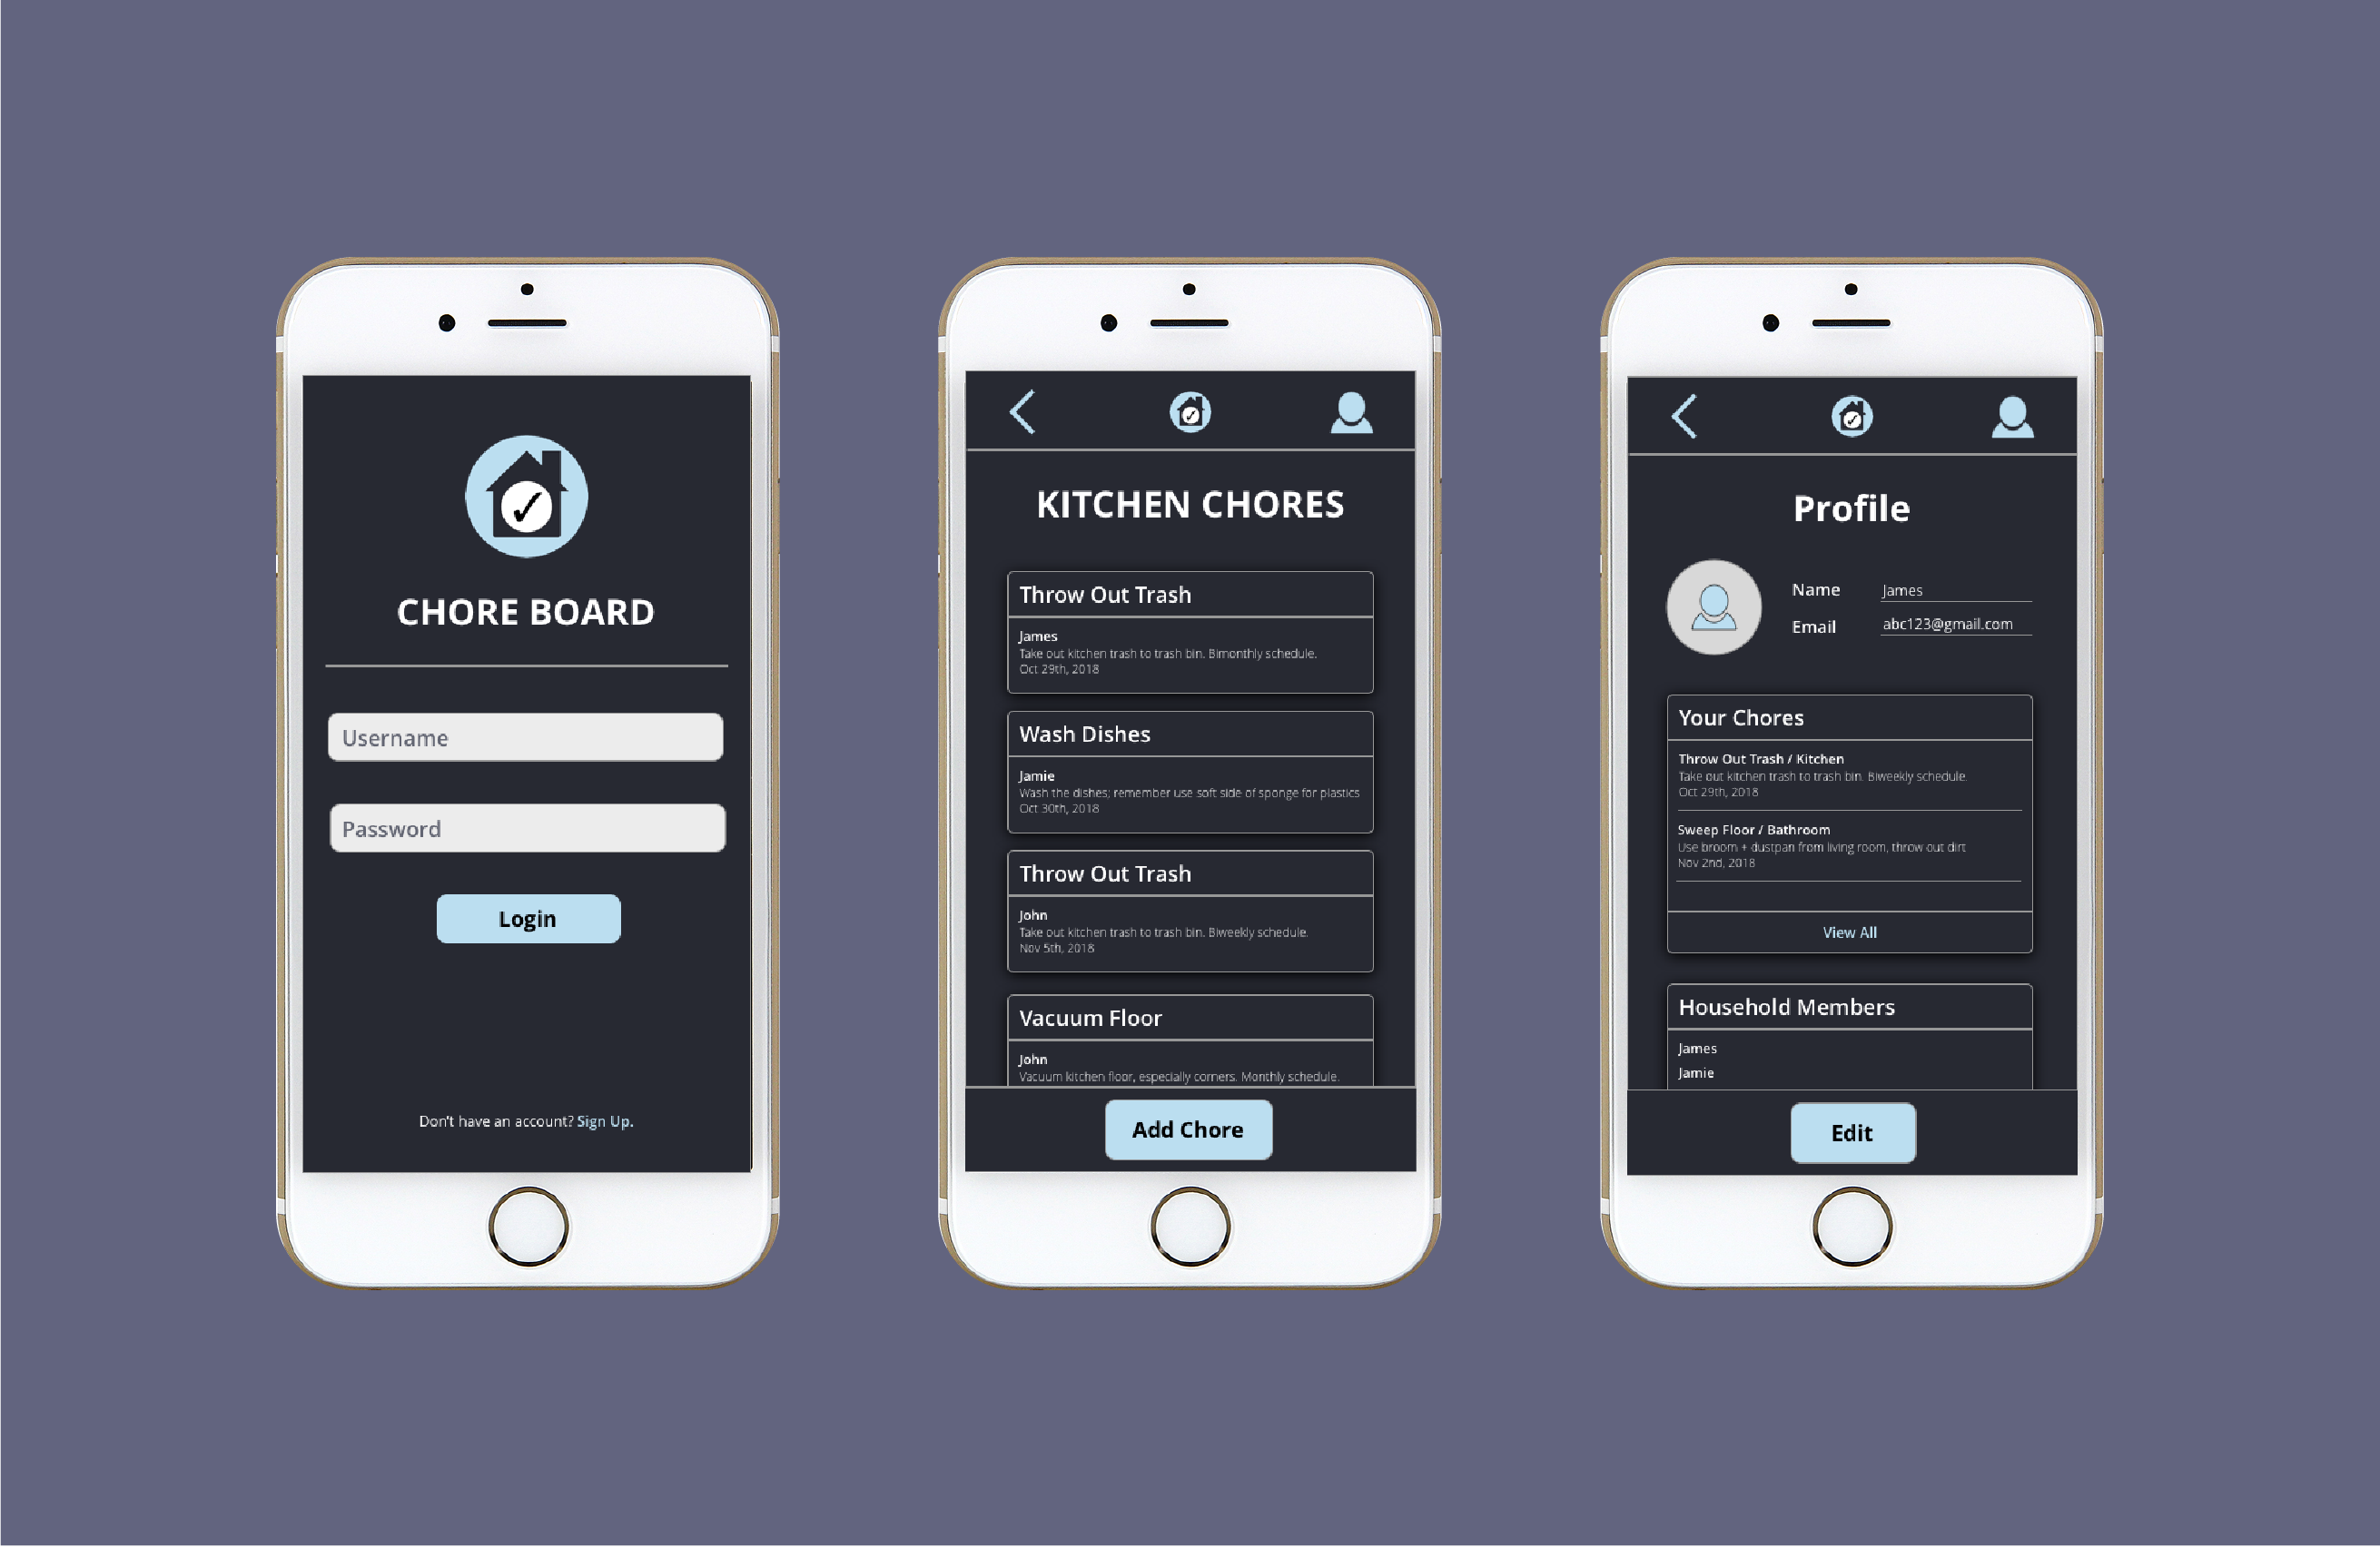 CHORE BOARD
Username
Password
Login
Don't have an account? Sign Up.
KITCHEN CHORES
Throw Out Trash
James
Take out kitchen trash to trash bin. Bimonthly schedule.
Oct 29th, 2018
Wash Dishes
Jamie
Wash the dishes; remember use soft side of sponge for plastics
Oct 30th, 2018
Throw Out Trash
John
Take out kitchen trash to trash bin. Biweekly schedule.
Nov 5th, 2018
Vacuum Floor
John
Vacuum kitchen floor, especially corners. Monthly schedule.
Add Chore
Profile
Name James
Email abc123@gmail.com
Your Chores
Throw Out Trash / Kitchen
Take out kitchen trash to trash bin. Biweekly schedule.
Oct 29th, 2018
Sweep Floor / Bathroom
Use broom + dustpan from living room, throw out dirt
Nov 2nd, 2018
View All
Household Members
James
Jamie
Edit